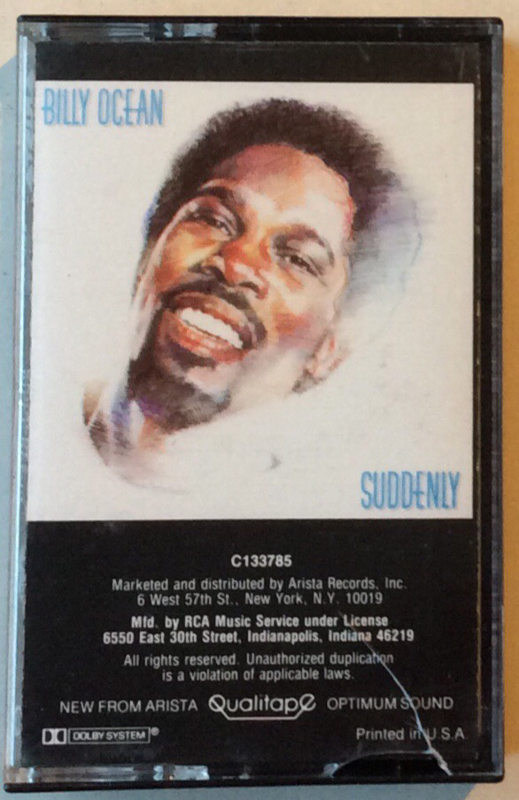 BILLY OCEAN
SUDDENLY
C133785
Marketed and distributed by Arista Records, Inc.
6 West 57th St., New York, N.Y. 10019
Mfd. by RCA Music Service under License
6550 East 30th Street, Indianapolis, Indiana 46219
All rights reserved. Unauthorized duplication
is a violation of applicable laws.
NEW FROM ARISTA Qualitape OPTIMUM SOUND
DOLBY SYSTEM® Printed in U.S.A.